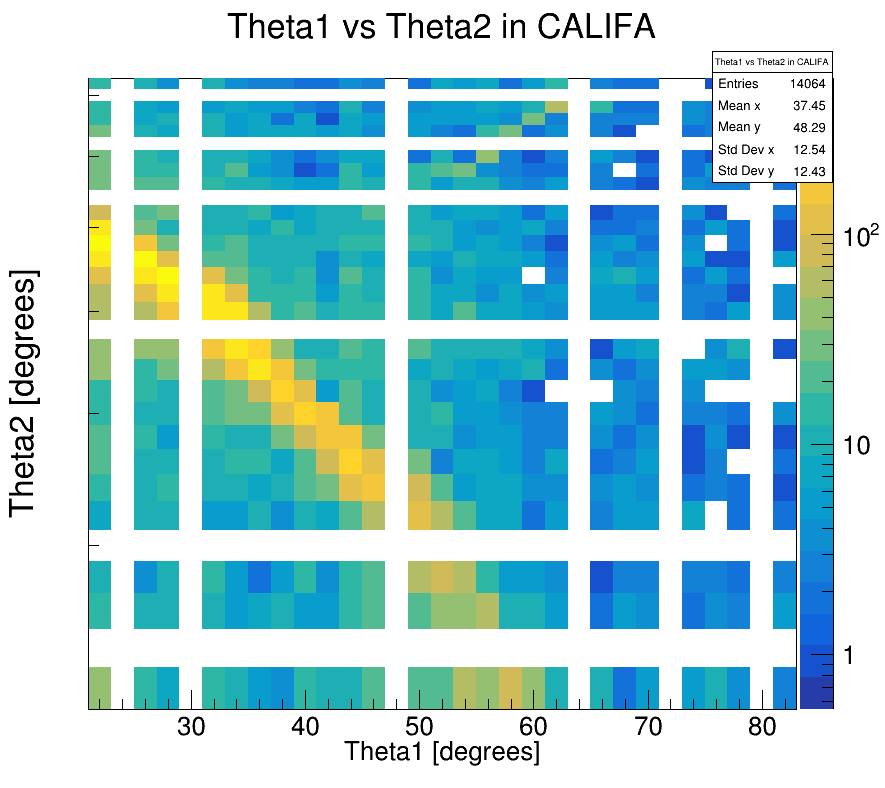 Theta1 vs Theta2 in CALIFA
Theta1 vs Theta2 in CALIFA
Entries 14064
Mean x 37.45
Mean y 48.29
Std Dev x 12.54
Std Dev y 12.43
10²
10
1
Theta2 [degrees]
30 40 50 60 70 80
Theta1 [degrees]